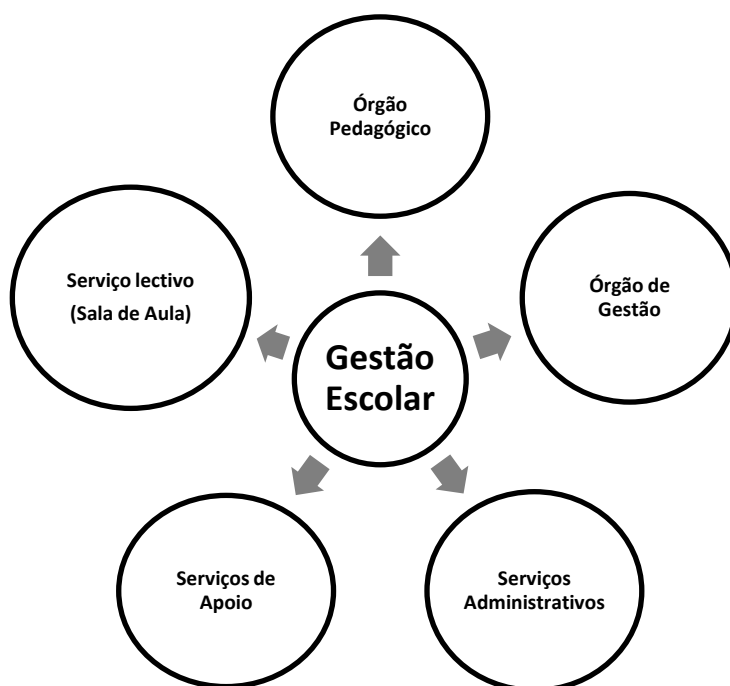 Órgão
Pedagógico
Serviço lectivo
(Sala de Aula)
Órgão de
Gestão
Gestão
Escolar
Serviços de
Apoio
Serviços
Administrativos